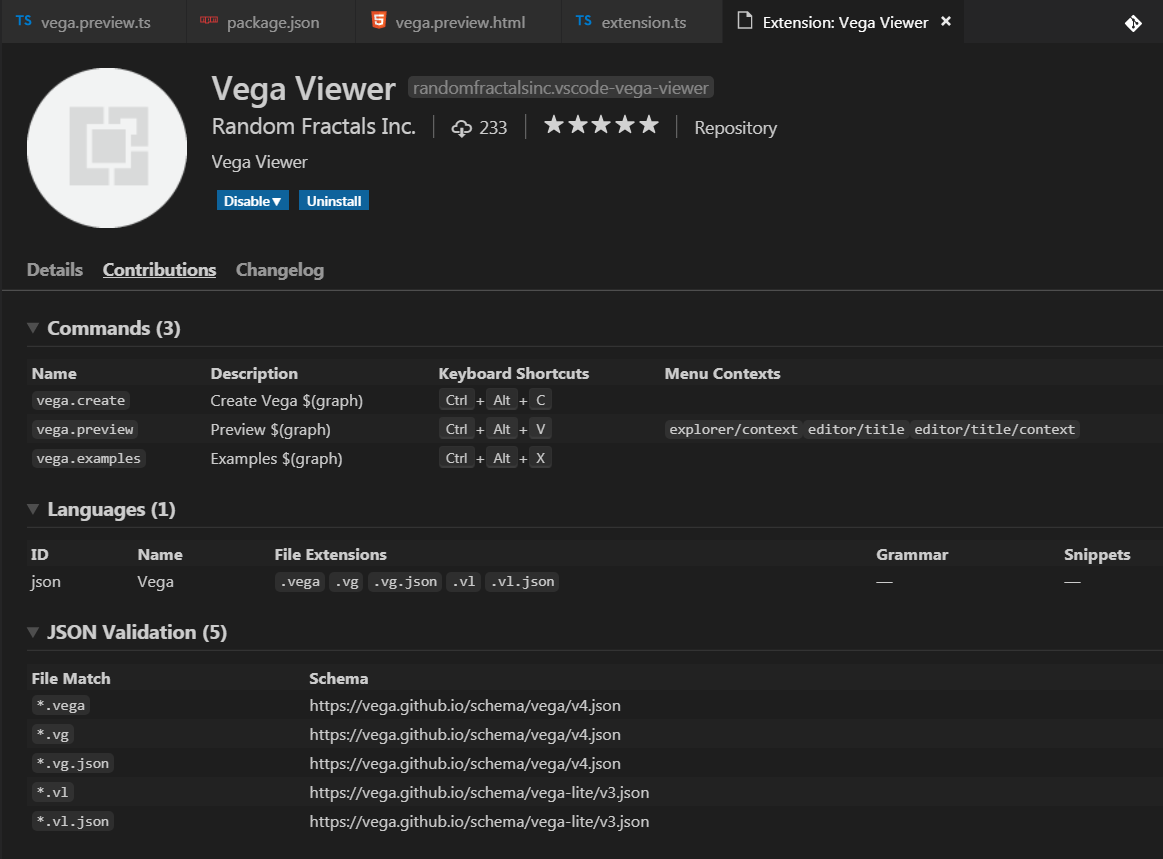 TS vega.preview.ts npm package.json 5 vega.preview.html TS extension.ts Extension: Vega Viewer ×
Vega Viewer randomfractalsinc.vscode-vega-viewer
Random Fractals Inc. 233 ★★★★★ Repository
Vega Viewer
Disable▼ Uninstall
Details Contributions Changelog
Commands (3)
Name Description Keyboard Shortcuts Menu Contexts
vega.create Create Vega $(graph) Ctrl + Alt + C
vega.preview Preview $(graph) Ctrl + Alt + V explorer/context editor/title editor/title/context
vega.examples Examples $(graph) Ctrl + Alt + X
Languages (1)
ID Name File Extensions Grammar Snippets
json Vega .vega .vg .vg.json .vl .vl.json — —
JSON Validation (5)
File Match Schema
*.vega https://vega.github.io/schema/vega/v4.json
*.vg https://vega.github.io/schema/vega/v4.json
*.vg.json https://vega.github.io/schema/vega/v4.json
*.vl https://vega.github.io/schema/vega-lite/v3.json
*.vl.json https://vega.github.io/schema/vega-lite/v3.json